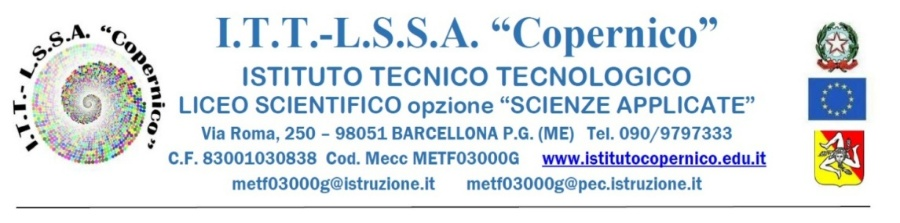 I.T.T.-L.S.S.A. “Copernico”
I.T.T.-L.S.S.A. “Copernico”
ISTITUTO TECNICO TECNOLOGICO
LICEO SCIENTIFICO opzione “SCIENZE APPLICATE”
Via Roma, 250 – 98051 BARCELLONA P.G. (ME) Tel. 090/9797333
C.F. 83001030838 Cod. Mecc METF03000G www.istitutocopernico.edu.it
metf03000g@istruzione.it metf03000g@pec.istruzione.it